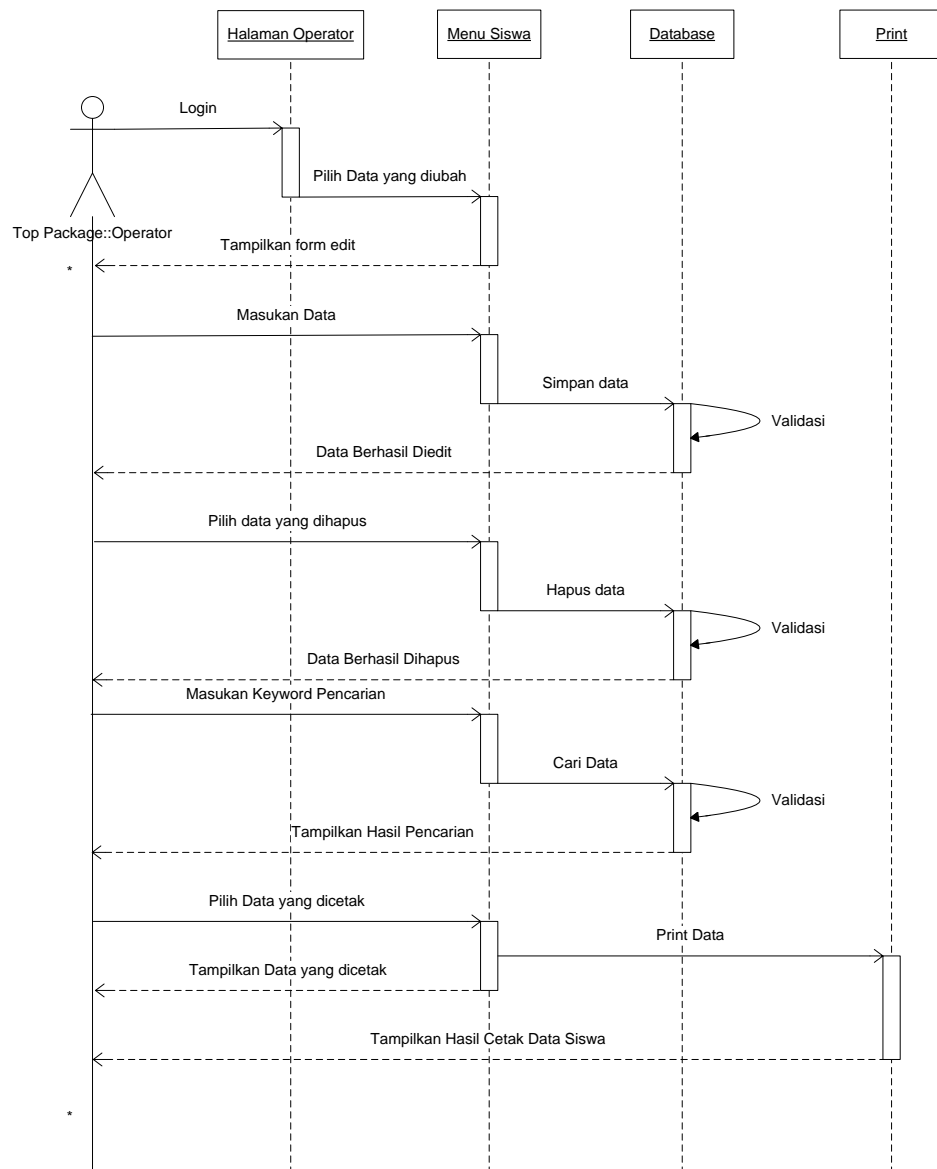 Halaman Operator
Menu Siswa
Database
Print
Login
Pilih Data yang diubah
Top Package::Operator
Tampilkan form edit
*
Masukan Data
Simpan data
Validasi
Data Berhasil Diedit
Pilih data yang dihapus
Hapus data
Validasi
Data Berhasil Dihapus
Masukan Keyword Pencarian
Cari Data
Validasi
Tampilkan Hasil Pencarian
Pilih Data yang dicetak
Print Data
Tampilkan Data yang dicetak
Tampilkan Hasil Cetak Data Siswa
*